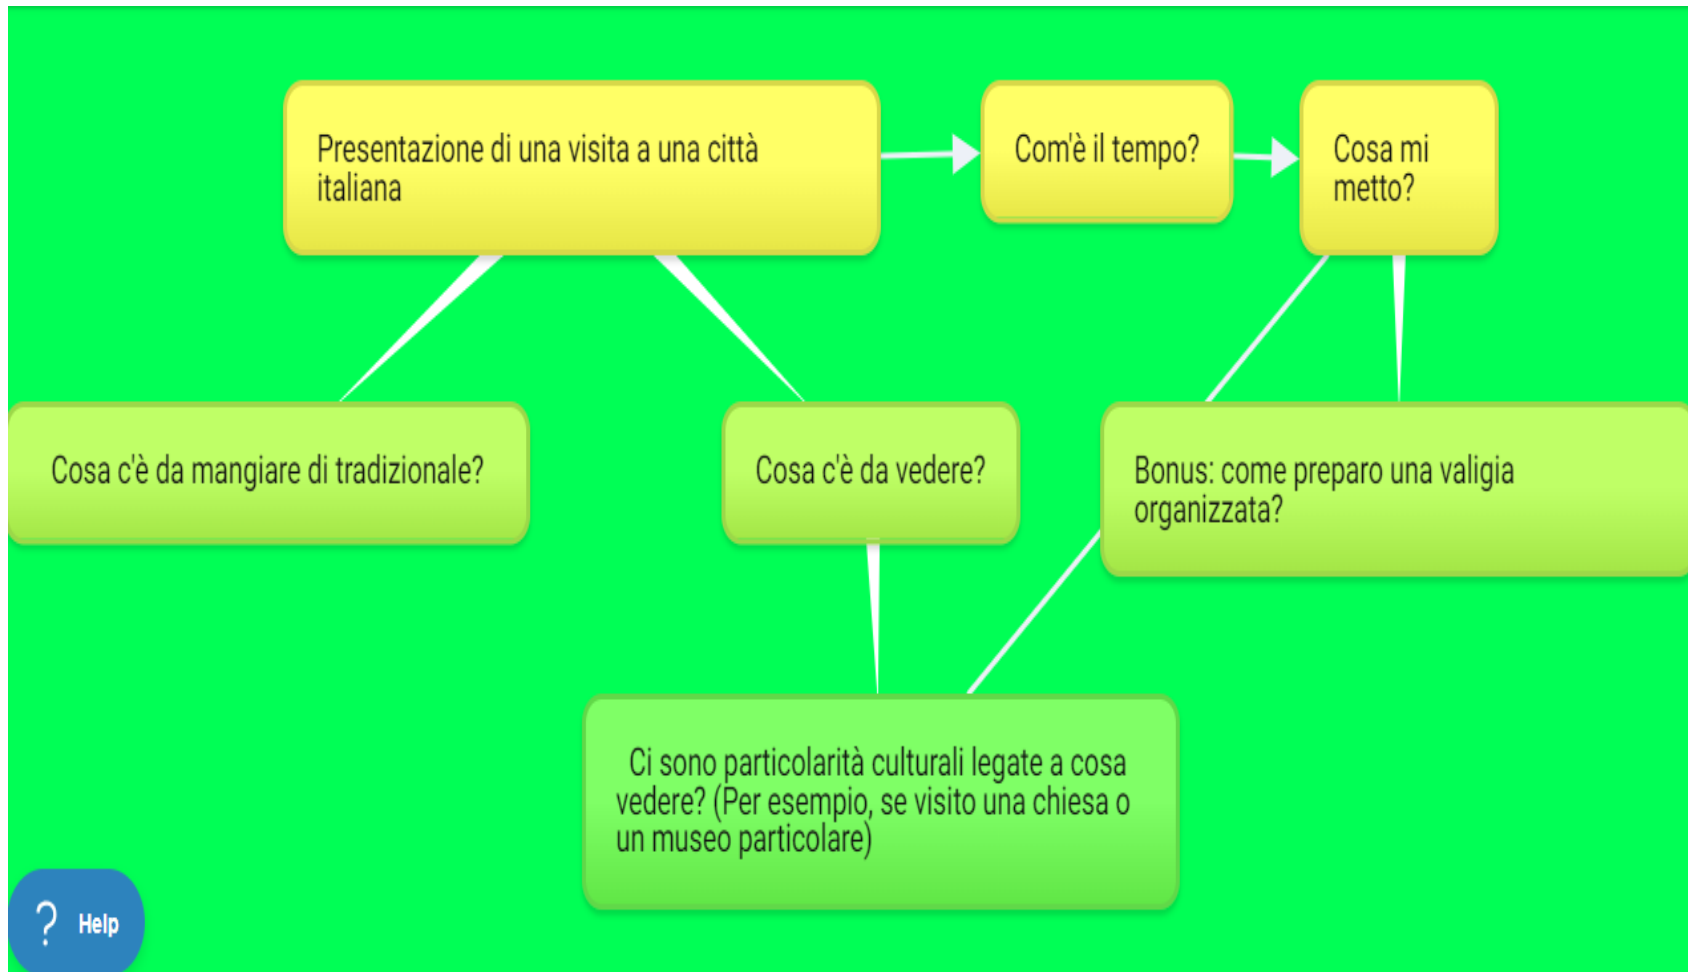 Presentazione di una visita a una città
italiana
Com'è il tempo?
Cosa mi
metto?
Cosa c'è da mangiare di tradizionale?
Cosa c'è da vedere?
Bonus: come preparo una valigia
organizzata?
Ci sono particolarità culturali legate a cosa
vedere? (Per esempio, se visito una chiesa o
un museo particolare)
? Help